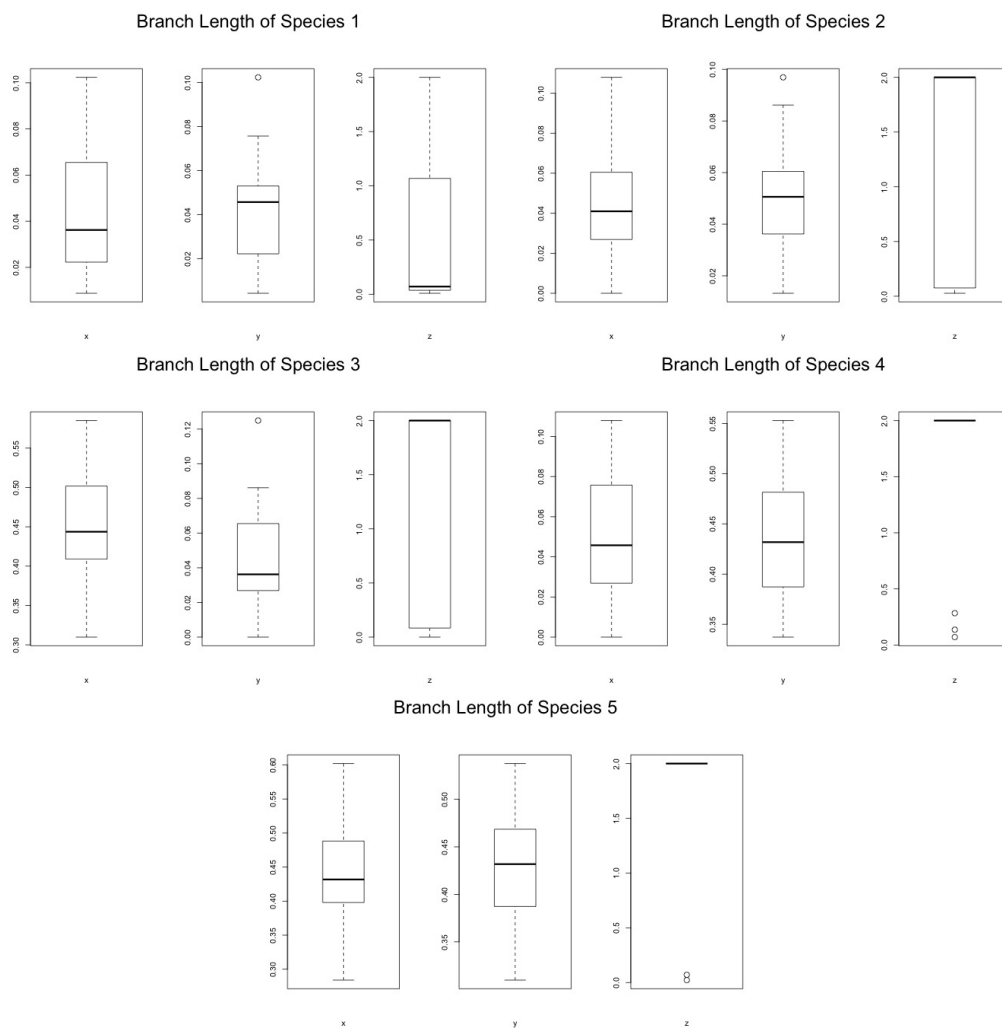 Branch Length of Species 1
0.02 0.04 0.06 0.08 0.10
x
0.02 0.04 0.06 0.08 0.10
y
0.0 0.5 1.0 1.5 2.0
z
Branch Length of Species 2
0.00 0.02 0.04 0.06 0.08 0.10
x
0.02 0.04 0.06 0.08 0.10
y
0.0 0.5 1.0 1.5 2.0
z
Branch Length of Species 3
0.30 0.35 0.40 0.45 0.50 0.55
x
0.00 0.02 0.04 0.06 0.08 0.10 0.12
y
0.0 0.5 1.0 1.5 2.0
z
Branch Length of Species 4
0.00 0.02 0.04 0.06 0.08 0.10
x
0.35 0.40 0.45 0.50 0.55
y
0.0 0.5 1.0 1.5 2.0
z
Branch Length of Species 5
0.30 0.35 0.40 0.45 0.50 0.55 0.60
x
0.35 0.40 0.45 0.50
y
0.0 0.5 1.0 1.5 2.0
z